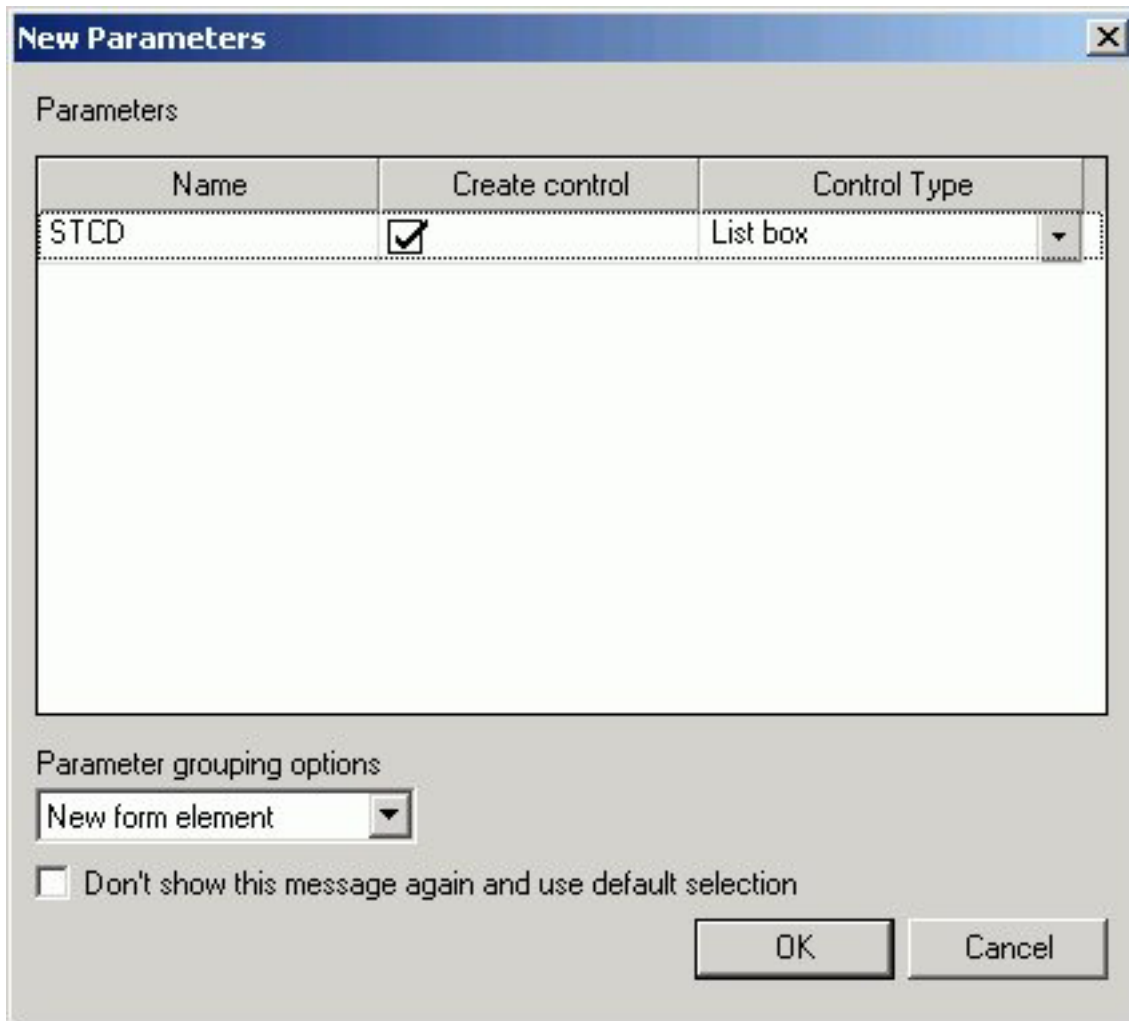 New Parameters
Parameters
Name Create control Control Type
STCD List box
Parameter grouping options
New form element
Don't show this message again and use default selection
OK Cancel